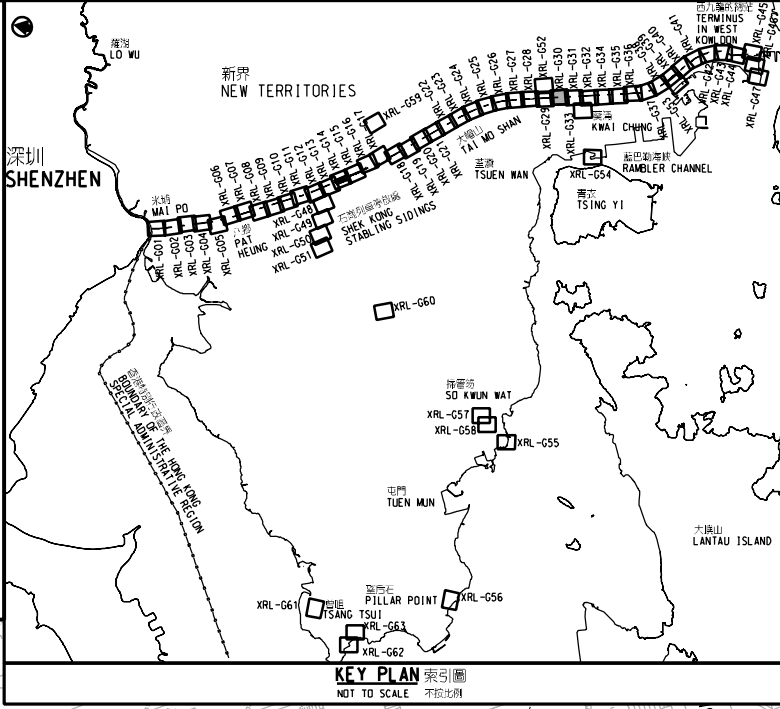 羅湖
LO WU
新界
NEW TERRITORIES
深圳
SHENZHEN
米埔
MAI PO
XRL-G01
XRL-G02
XRL-G03
XRL-G04
XRL-G05
XRL-G06
XRL-G07
XRL-G08
XRL-G09
XRL-G10
XRL-G11
XRL-G12
XRL-G13
XRL-G14
XRL-G15
XRL-G16
XRL-G17
XRL-G59
八鄉
PAT
HEUNG
XRL-G48
XRL-G49
XRL-G50
XRL-G51
石崗列車停放處
SHEK KONG
STABLING SIDINGS
XRL-G18
XRL-G19
XRL-G20
XRL-G21
XRL-G22
XRL-G23
XRL-G24
XRL-G25
XRL-G26
XRL-G27
XRL-G28
XRL-G52
大帽山
TAI MO SHAN
荃灣
TSUEN WAN
XRL-G29
XRL-G30
XRL-G31
XRL-G32
XRL-G33
XRL-G34
XRL-G35
XRL-G36
XRL-G37
XRL-G39
XRL-G40
XRL-G41
XRL-G42
XRL-G43
XRL-G44
XRL-G45
XRL-G47
XRL-G53
TERMINUS
IN WEST
KOWLOON
葵涌
KWAI CHUNG
藍巴勒海峽
RAMBLER CHANNEL
XRL-G54
青衣
TSING YI
XRL-G60
掃管笏
SO KWUN WAT
XRL-G57
XRL-G58
XRL-G55
香港特別行政區界
BOUNDARY OF THE HONG KONG
SPECIAL ADMINISTRATIVE REGION
屯門
TUEN MUN
大嶼山
LANTAU ISLAND
望后石
PILLAR POINT
XRL-G56
XRL-G61
曾咀
TSANG TSUI
XRL-G63
XRL-G62
KEY PLAN 索引圖
NOT TO SCALE 不按比例